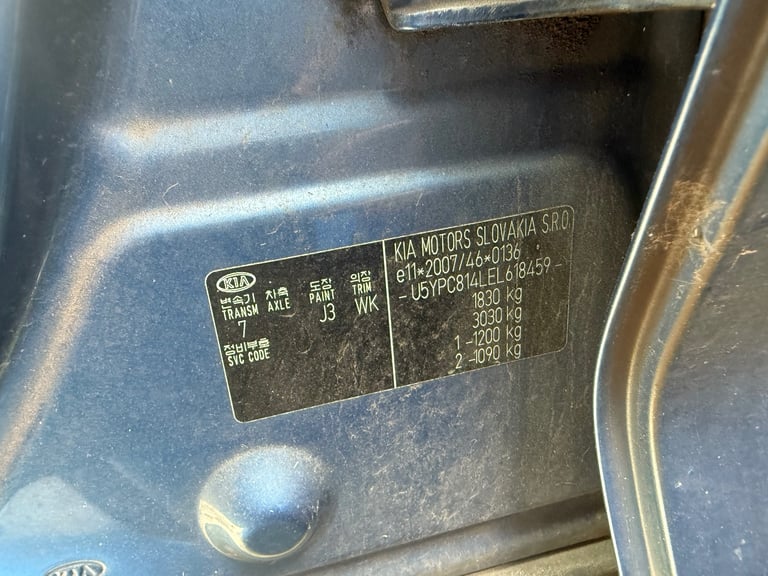 KIA
변속기 차축 도장 의장
TRANSM AXLE PAINT TRIM
7 J3 WK
정비부호
SVC CODE
KIA MOTORS SLOVAKIA S.R.O
e11*2007/46*0136
- U5YPC814LEL618459 -
1830 kg
3030 kg
1 -1200 kg
2 -1090 kg
KIA